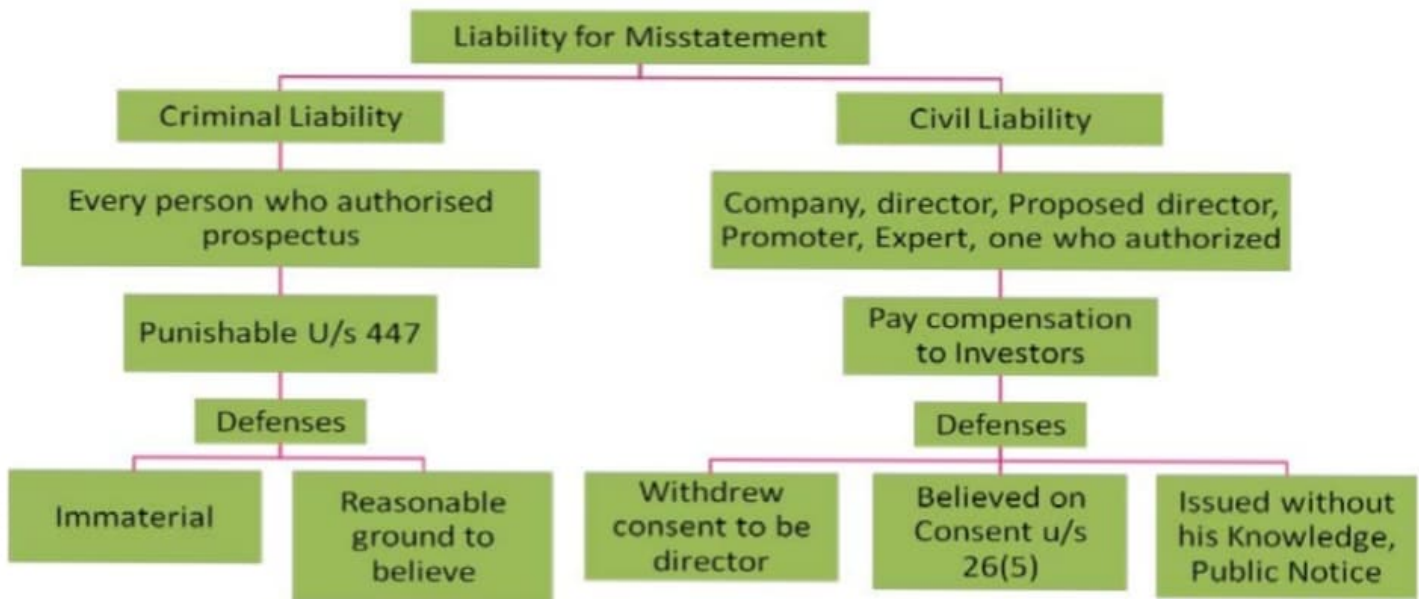 Liability for Misstatement
Criminal Liability
Civil Liability
Every person who authorised
prospectus
Company, director, Proposed director,
Promoter, Expert, one who authorized
Punishable U/s 447
Pay compensation
to Investors
Defenses
Defenses
Immaterial
Reasonable
ground to
believe
Withdrew
consent to be
director
Believed on
Consent u/s
26(5)
Issued without
his Knowledge,
Public Notice